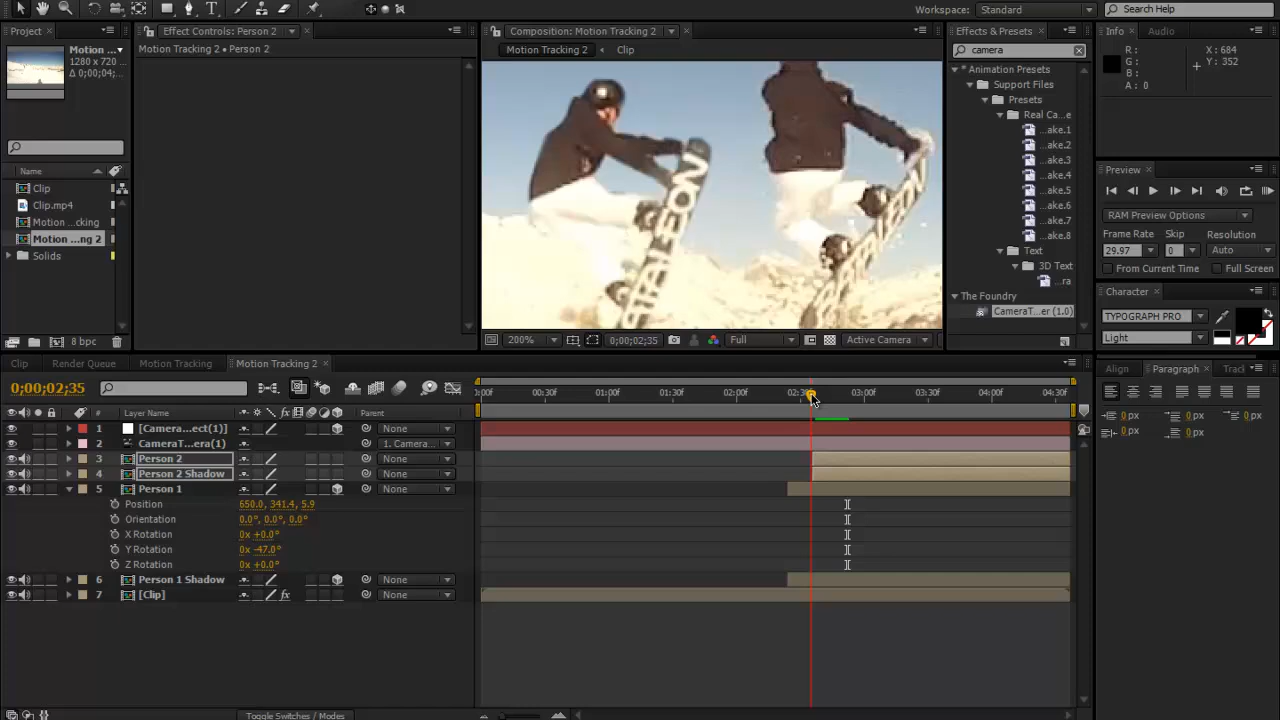 Workspace: Standard
Search Help
Project
Effect Controls: Person 2
Composition: Motion Tracking 2
Effects & Presets
Info
Audio
Motion ...
1280 x 720 ...
Δ 0;00;04; ...
Motion Tracking 2 • Person 2
Motion Tracking 2
Clip
camera
R :
G :
B :
A : 0
X : 684
Y : 352
* Animation Presets
Support Files
Presets
Real Ca...e
...ake.1
...ake.2
...ake.3
...ake.4
...ake.5
...ake.6
...ake.7
...ake.8
Text
3D Text
...ra
The Foundry
CameraT...er (1.0)
Name
Clip
Clip.mp4
Motion ...cking
Motion ...ng 2
Solids
8 bpc
STALEON
STALEON
200%
0;00;02;35
Full
Active Camera
Preview
RAM Preview Options
Frame Rate
Skip
Resolution
29.97
0
Auto
From Current Time
Full Screen
Character
TYPOGRAPH PRO
Light
Clip
Render Queue
Motion Tracking
Motion Tracking 2
Align
Paragraph
Tracl
0;00;02;35
:00f
00:30f
01:00f
01:30f
02:00f
02:30f
03:00f
03:30f
04:00f
04:30f
0 px
0 px
0 px
0 px
0 px
#
Layer Name
Parent
1
[Camera...ect(1)]
None
2
CameraT...era(1)
1. Camera...
3
Person 2
None
4
Person 2 Shadow
None
5
Person 1
None
Position
650.0, 341.4, 5.9
Orientation
0.0°, 0.0°, 0.0°
X Rotation
0x +0.0°
Y Rotation
0x -47.0°
Z Rotation
0x +0.0°
6
Person 1 Shadow
None
7
[Clip]
fx
None
Toggle Switches / Modes